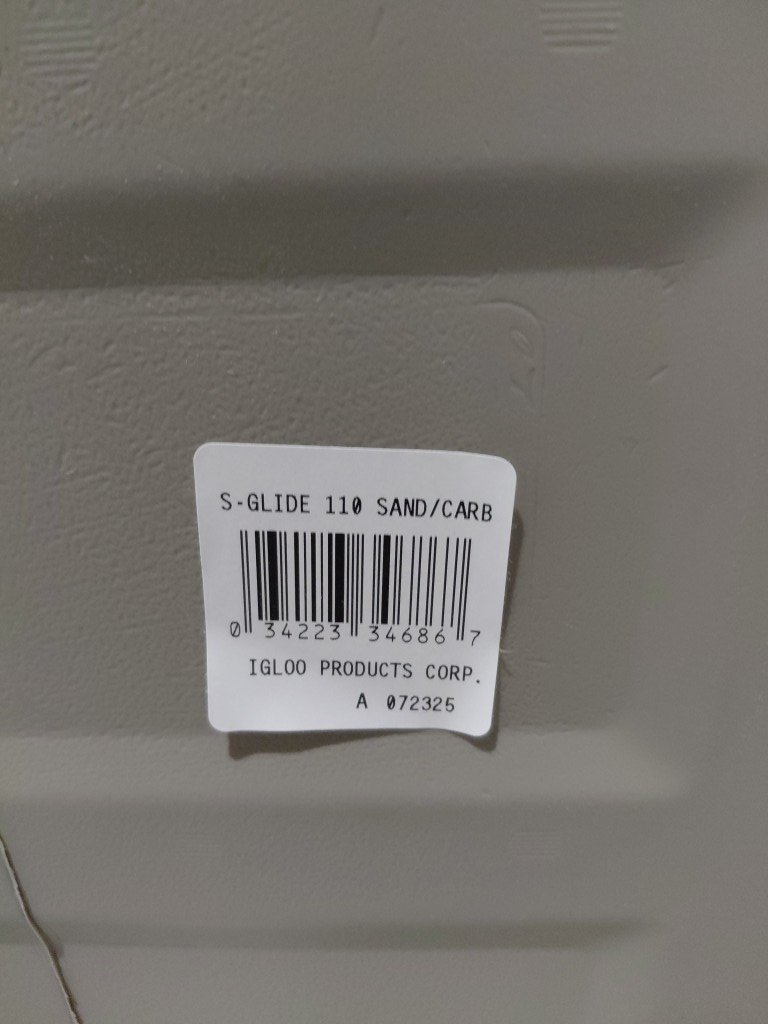 S-GLIDE 110 SAND/CARB
0 34223 34686 7
IGLOO PRODUCTS CORP.
A 072325